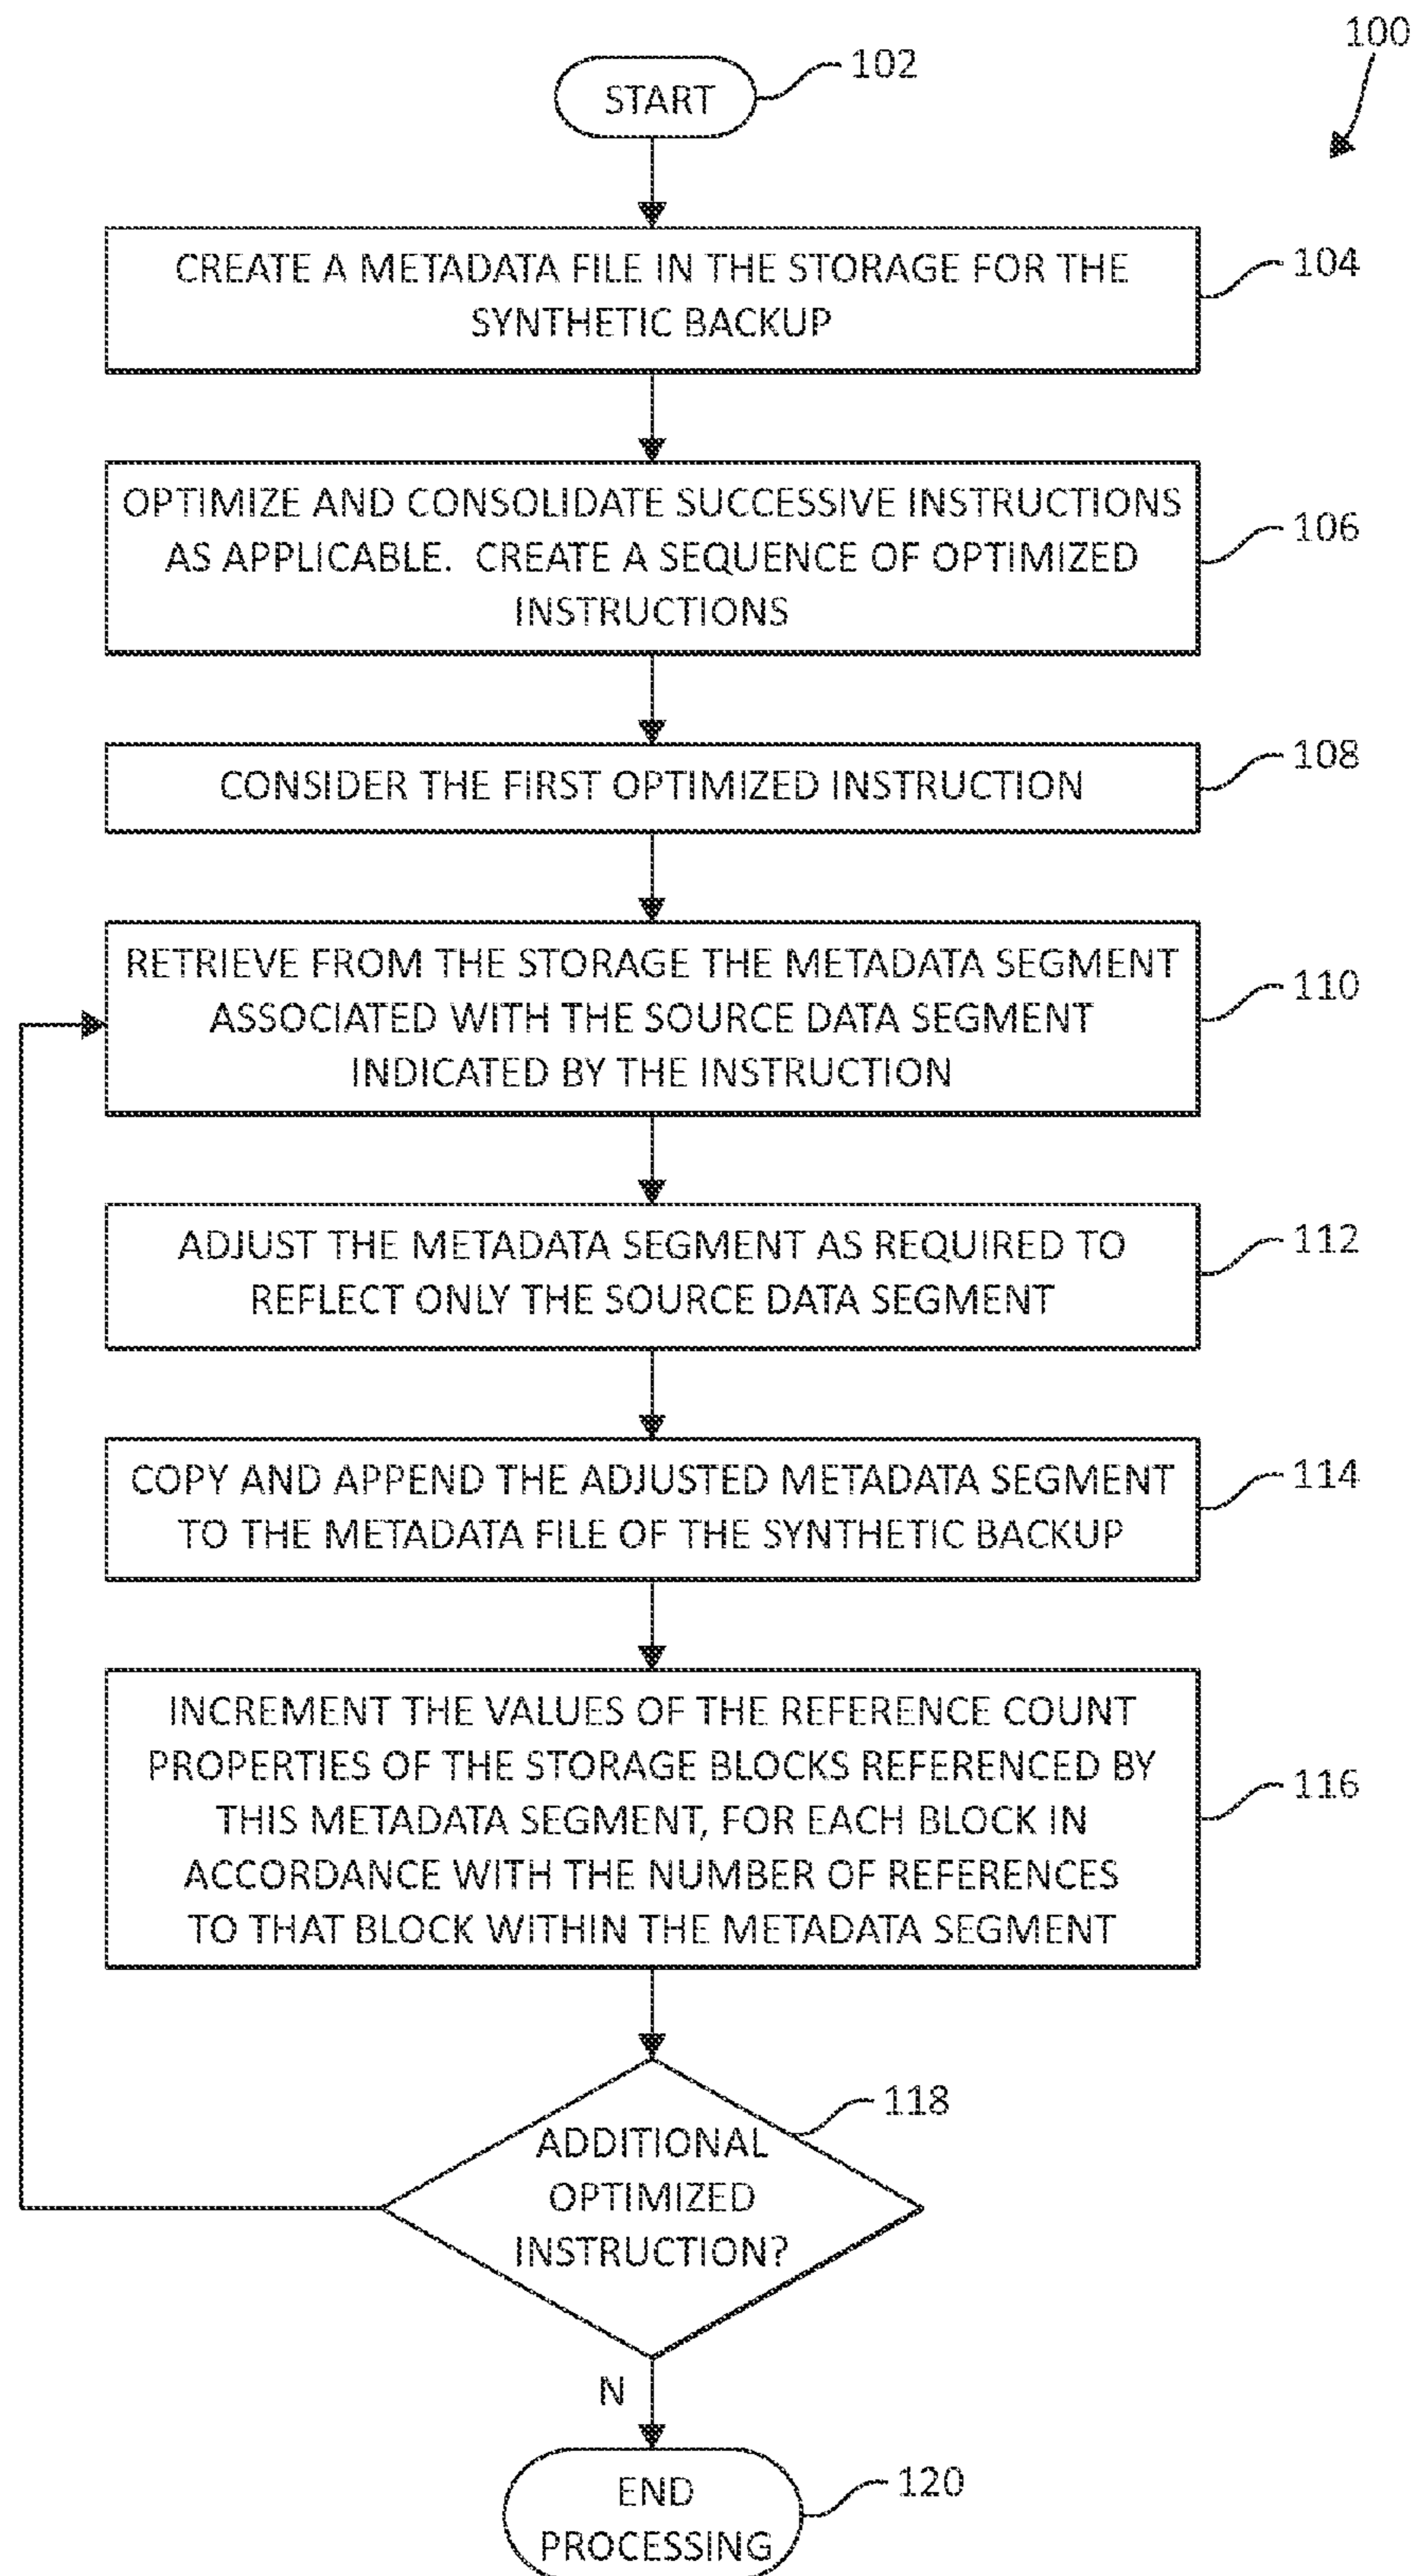 100
START
102
CREATE A METADATA FILE IN THE STORAGE FOR THE
SYNTHETIC BACKUP
104
OPTIMIZE AND CONSOLIDATE SUCCESSIVE INSTRUCTIONS
AS APPLICABLE. CREATE A SEQUENCE OF OPTIMIZED
INSTRUCTIONS
106
CONSIDER THE FIRST OPTIMIZED INSTRUCTION
108
RETRIEVE FROM THE STORAGE THE METADATA SEGMENT
ASSOCIATED WITH THE SOURCE DATA SEGMENT
INDICATED BY THE INSTRUCTION
110
ADJUST THE METADATA SEGMENT AS REQUIRED TO
REFLECT ONLY THE SOURCE DATA SEGMENT
112
COPY AND APPEND THE ADJUSTED METADATA SEGMENT
TO THE METADATA FILE OF THE SYNTHETIC BACKUP
114
INCREMENT THE VALUES OF THE REFERENCE COUNT
PROPERTIES OF THE STORAGE BLOCKS REFERENCED BY
THIS METADATA SEGMENT, FOR EACH BLOCK IN
ACCORDANCE WITH THE NUMBER OF REFERENCES
TO THAT BLOCK WITHIN THE METADATA SEGMENT
116
ADDITIONAL
OPTIMIZED
INSTRUCTION?
118
N
END
PROCESSING
120